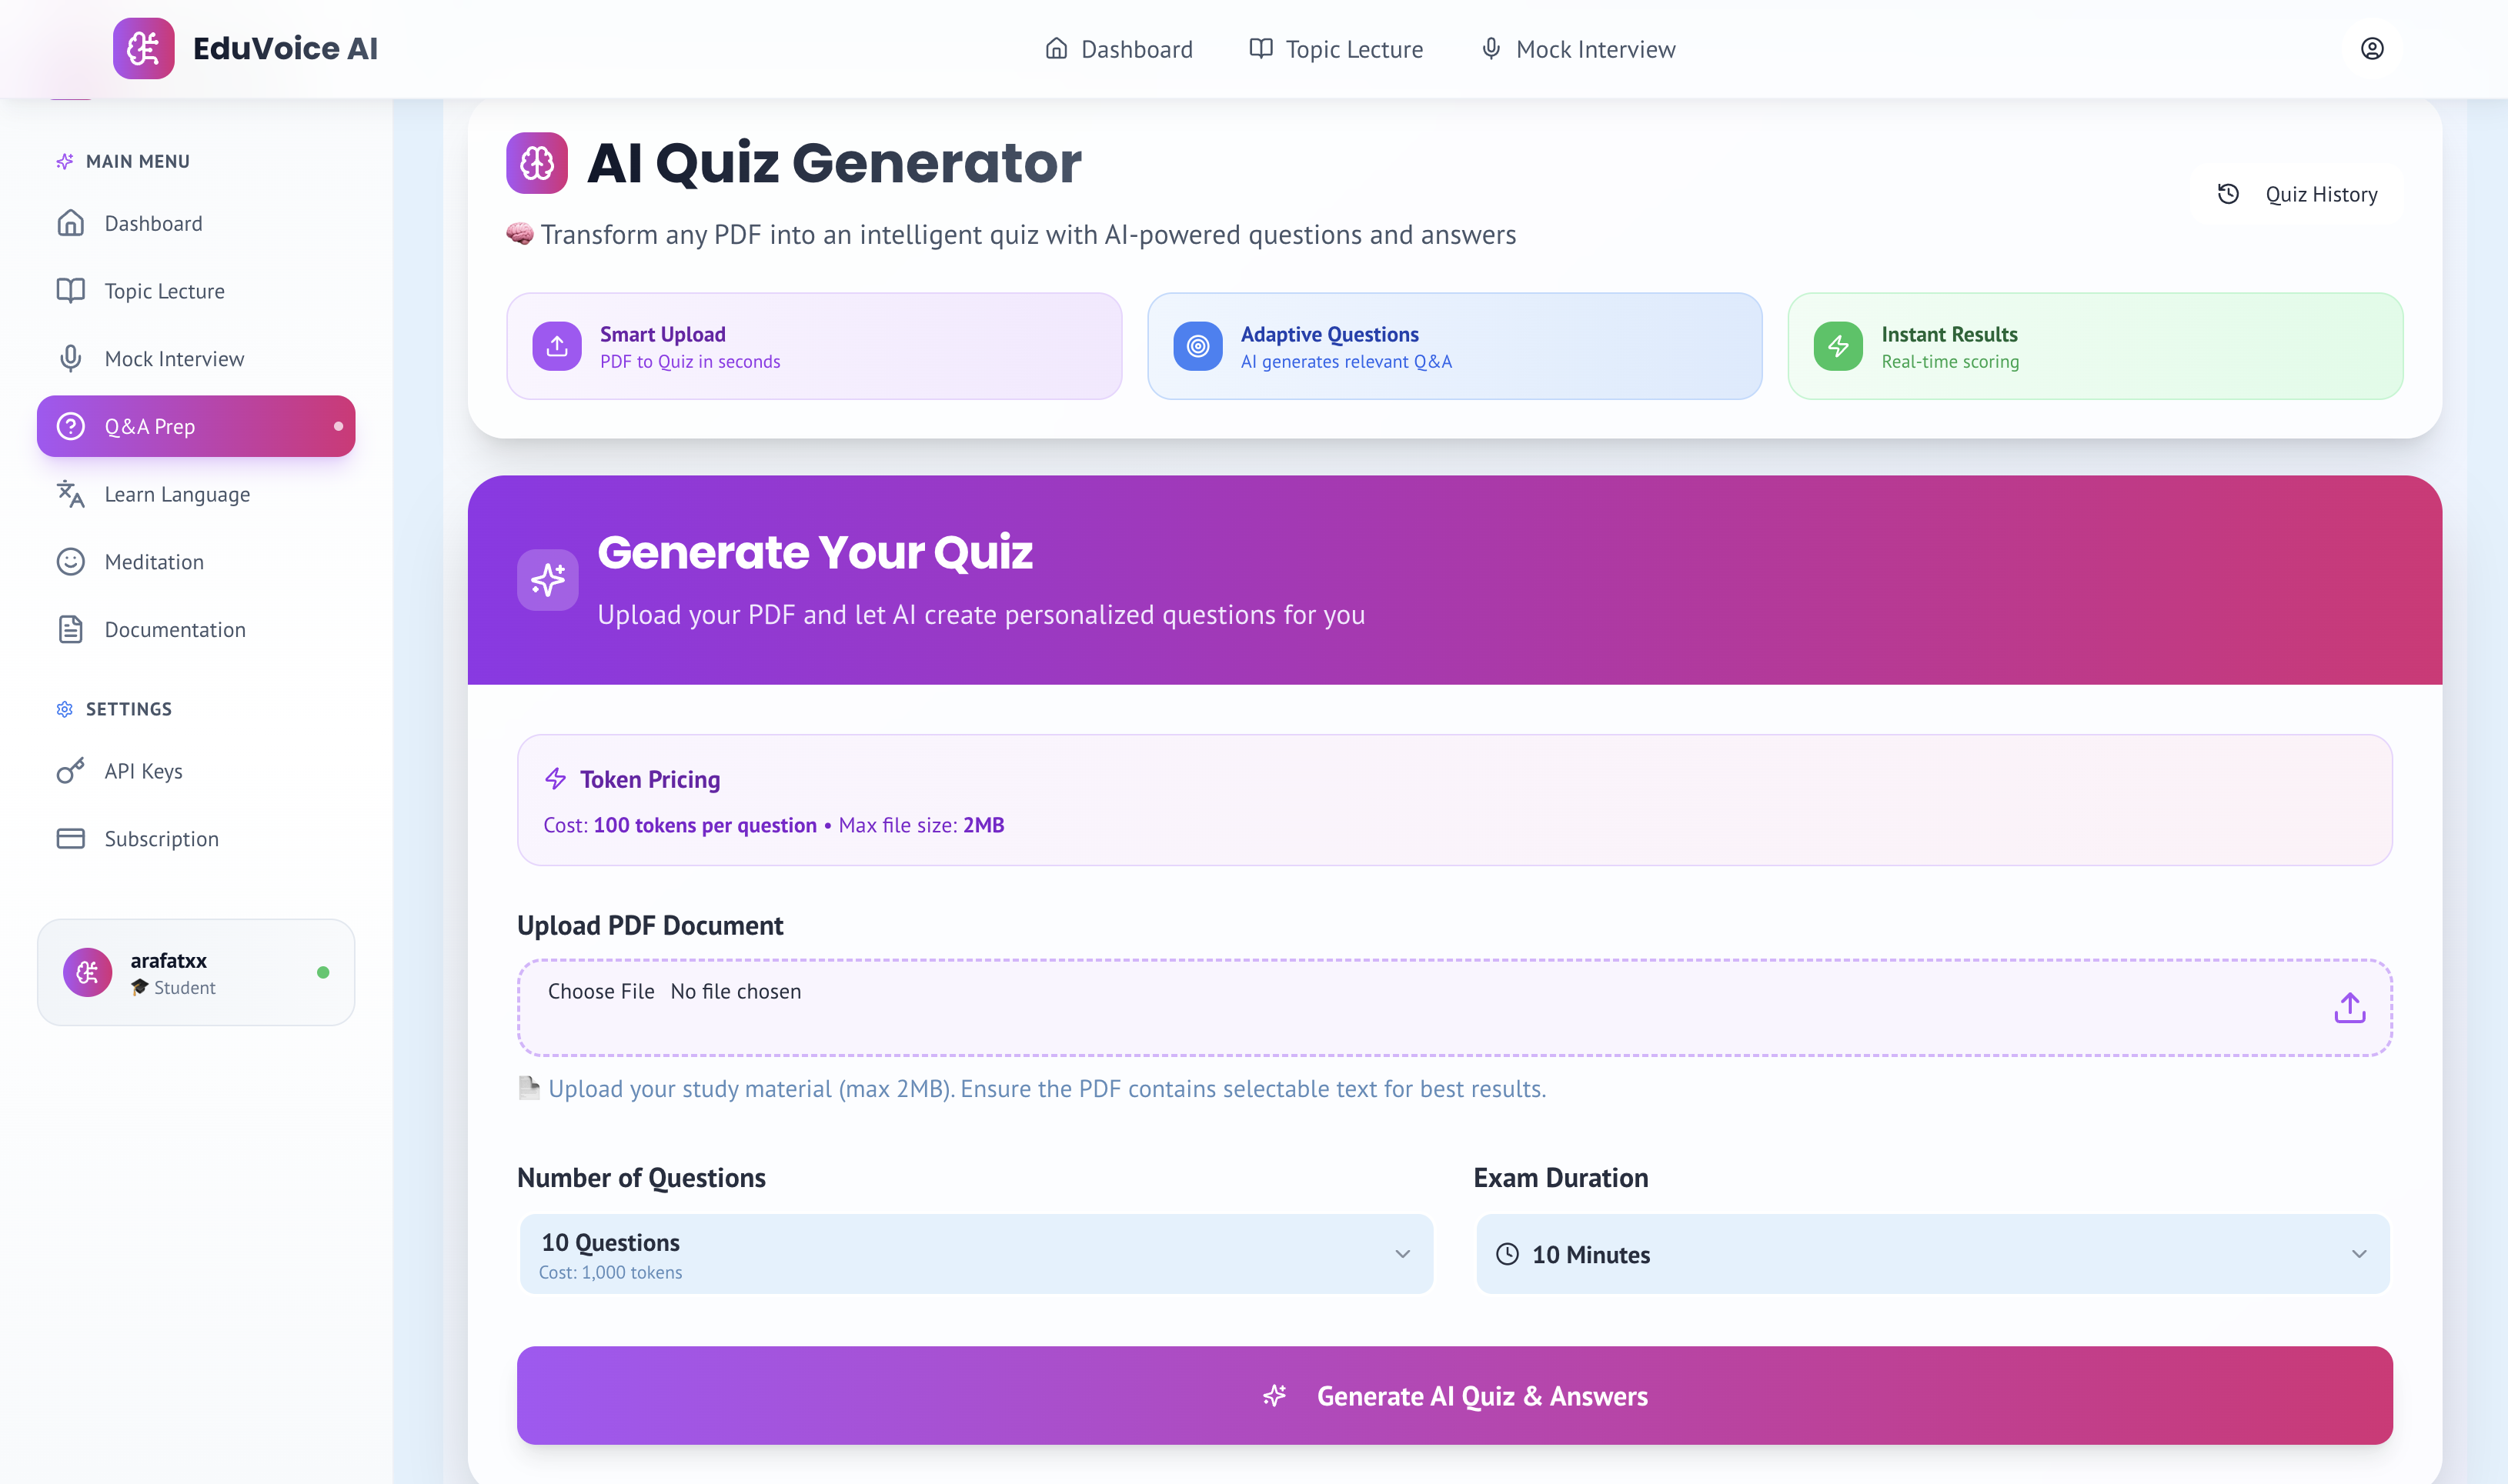 EduVoice AI
Dashboard
Topic Lecture
Mock Interview
MAIN MENU
Dashboard
Topic Lecture
Mock Interview
Q&A Prep
Learn Language
Meditation
Documentation
SETTINGS
API Keys
Subscription
arafatxx
🎓 Student
AI Quiz Generator
🧠 Transform any PDF into an intelligent quiz with AI-powered questions and answers
Quiz History
Smart Upload
PDF to Quiz in seconds
Adaptive Questions
AI generates relevant Q&A
Instant Results
Real-time scoring
Generate Your Quiz
Upload your PDF and let AI create personalized questions for you
Token Pricing
Cost: 100 tokens per question • Max file size: 2MB
Upload PDF Document
Choose File No file chosen
Upload your study material (max 2MB). Ensure the PDF contains selectable text for best results.
Number of Questions
10 Questions
Cost: 1,000 tokens
Exam Duration
10 Minutes
Generate AI Quiz & Answers